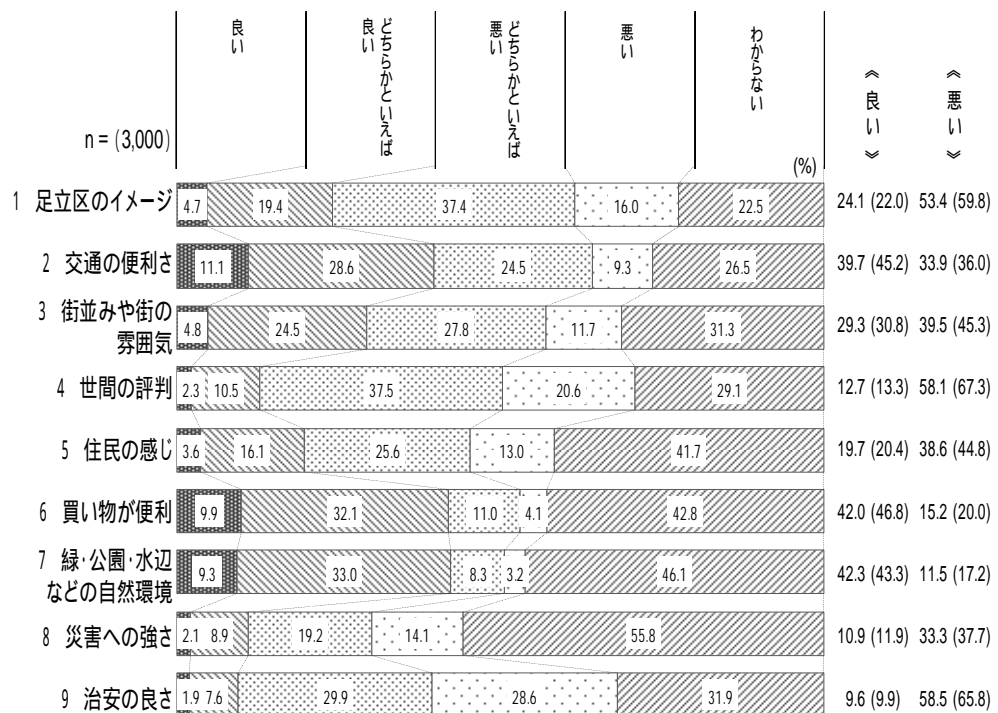 良い
どちらかといえば
良い
どちらかといえば
悪い
悪い
わからない
《良い》
《悪い》
n = (3,000)
(%)
1 足立区のイメージ 4.7 19.4 37.4 16.0 22.5 24.1 (22.0) 53.4 (59.8)
2 交通の便利さ 11.1 28.6 24.5 9.3 26.5 39.7 (45.2) 33.9 (36.0)
3 街並みや街の
雰囲気 4.8 24.5 27.8 11.7 31.3 29.3 (30.8) 39.5 (45.3)
4 世間の評判 2.3 10.5 37.5 20.6 29.1 12.7 (13.3) 58.1 (67.3)
5 住民の感じ 3.6 16.1 25.6 13.0 41.7 19.7 (20.4) 38.6 (44.8)
6 買い物が便利 9.9 32.1 11.0 4.1 42.8 42.0 (46.8) 15.2 (20.0)
7 緑・公園・水辺
などの自然環境 9.3 33.0 8.3 3.2 46.1 42.3 (43.3) 11.5 (17.2)
8 災害への強さ 2.1 8.9 19.2 14.1 55.8 10.9 (11.9) 33.3 (37.7)
9 治安の良さ 1.9 7.6 29.9 28.6 31.9 9.6 (9.9) 58.5 (65.8)